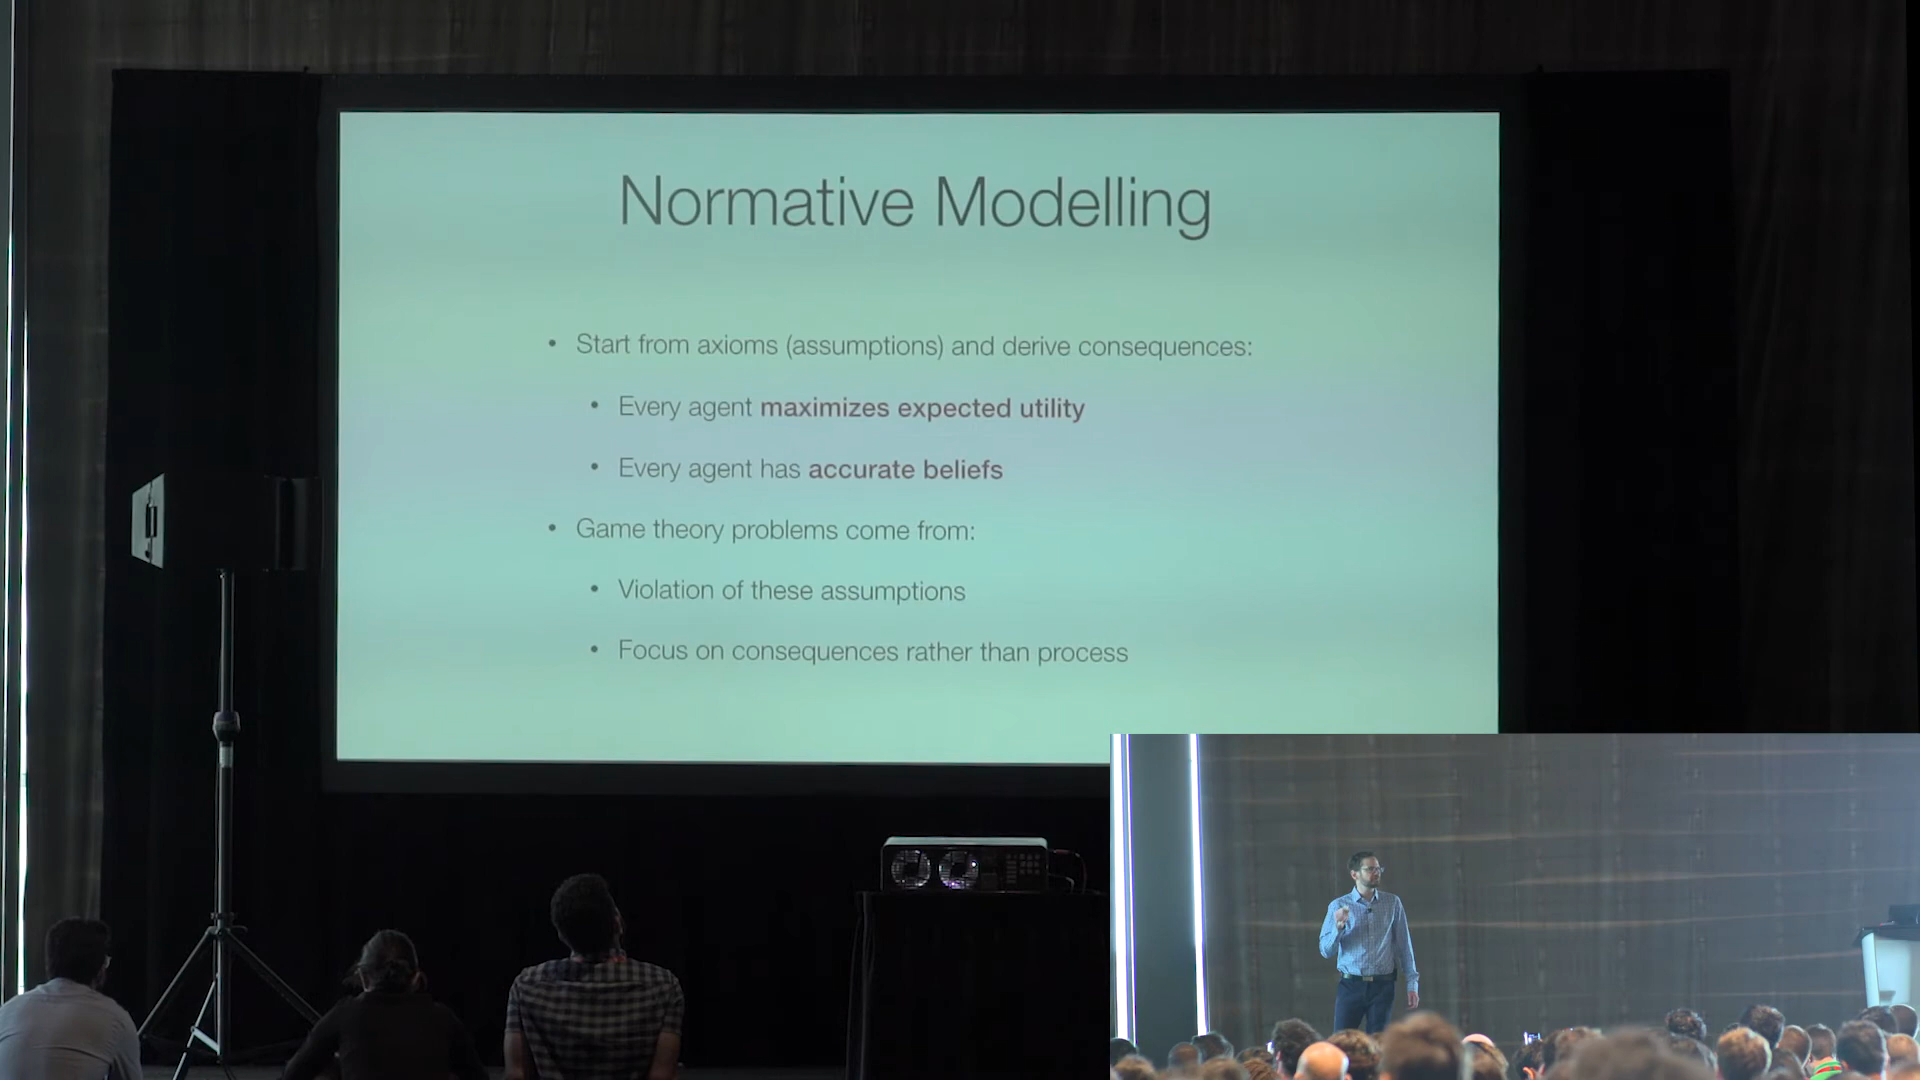 Normative Modelling
• Start from axioms (assumptions) and derive consequences:
• Every agent maximizes expected utility
• Every agent has accurate beliefs
• Game theory problems come from:
• Violation of these assumptions
• Focus on consequences rather than process